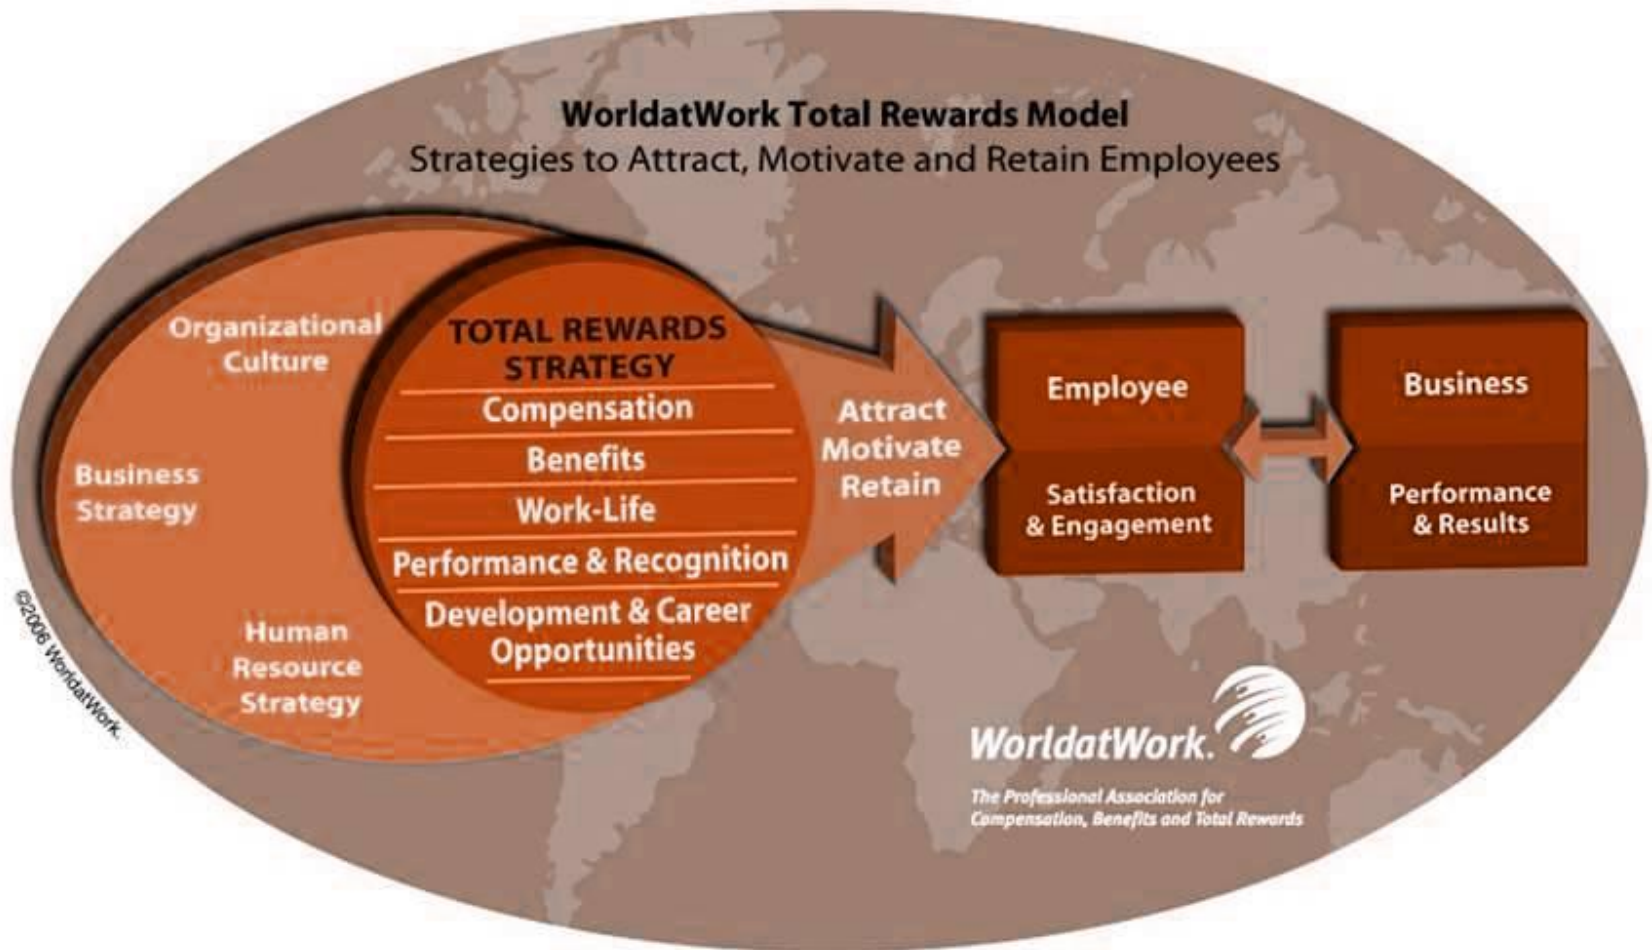 WorldatWork Total Rewards Model
Strategies to Attract, Motivate and Retain Employees
Organizational
Culture
Business
Strategy
Human
Resource
Strategy
TOTAL REWARDS
STRATEGY
Compensation
Benefits
Work-Life
Performance & Recognition
Development & Career
Opportunities
Attract
Motivate
Retain
Employee
Satisfaction
& Engagement
Business
Performance
& Results
©2006 WorldatWork.
WorldatWork.
The Professional Association for
Compensation, Benefits and Total Rewards